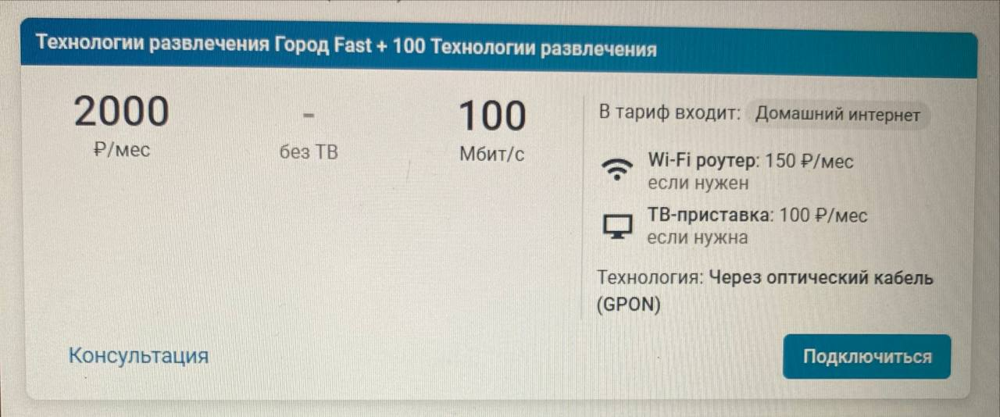 Технологии развлечения Город Fast + 100 Технологии развлечения
2000
₽/мес
-
без ТВ
100
Мбит/с
В тариф входит: Домашний интернет
Wi-Fi роутер: 150 ₽/мес
если нужен
ТВ-приставка: 100 ₽/мес
если нужна
Технология: Через оптический кабель
(GPON)
Консультация
Подключиться